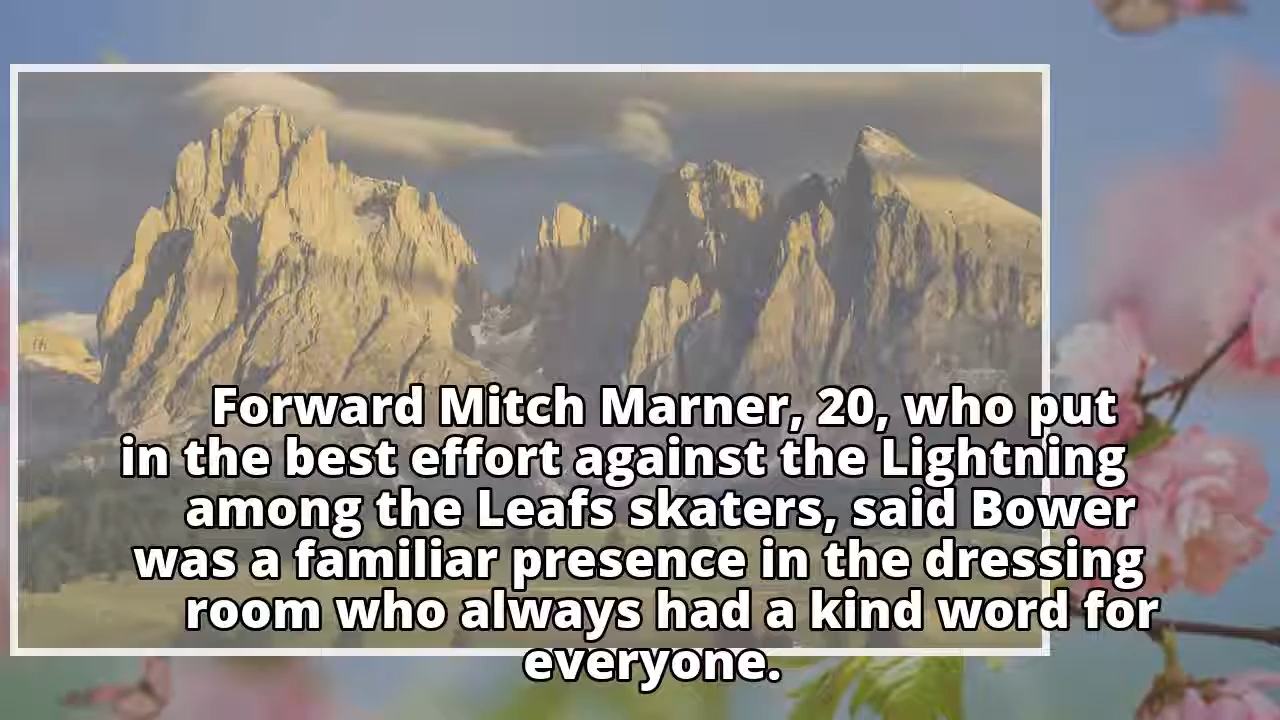 Forward Mitch Marner, 20, who put
in the best effort against the Lightning
among the Leafs skaters, said Bower
was a familiar presence in the dressing
room who always had a kind word for
everyone.